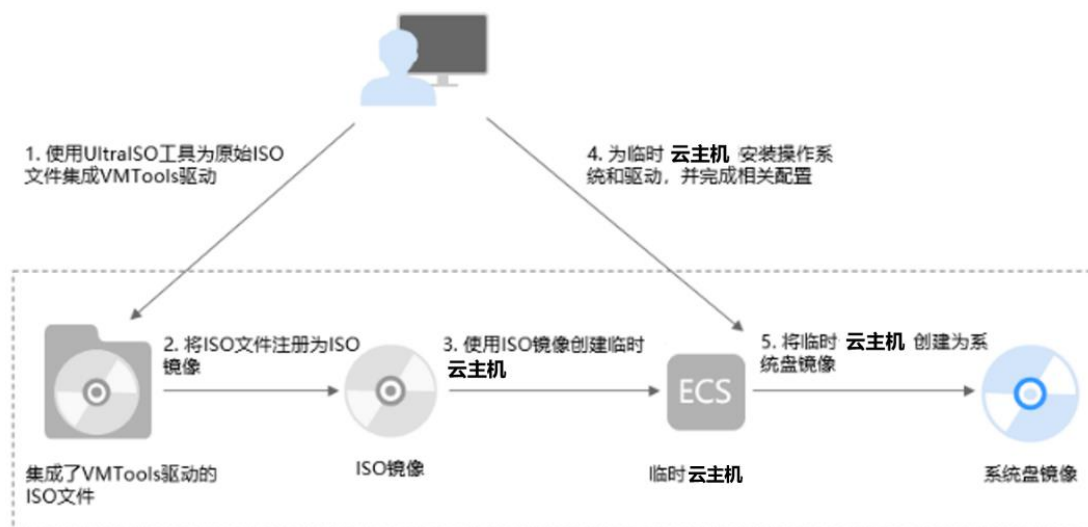 1. 使用UltraISO工具为原始ISO
文件集成VMTools驱动
4. 为临时 云主机 安装操作系
统和驱动，并完成相关配置
2. 将ISO文件注册为ISO
镜像
3. 使用ISO镜像创建临时
云主机
5. 将临时 云主机 创建为系
统盘镜像
ECS
集成了VMTools驱动的
ISO文件
ISO镜像
临时云主机
系统盘镜像